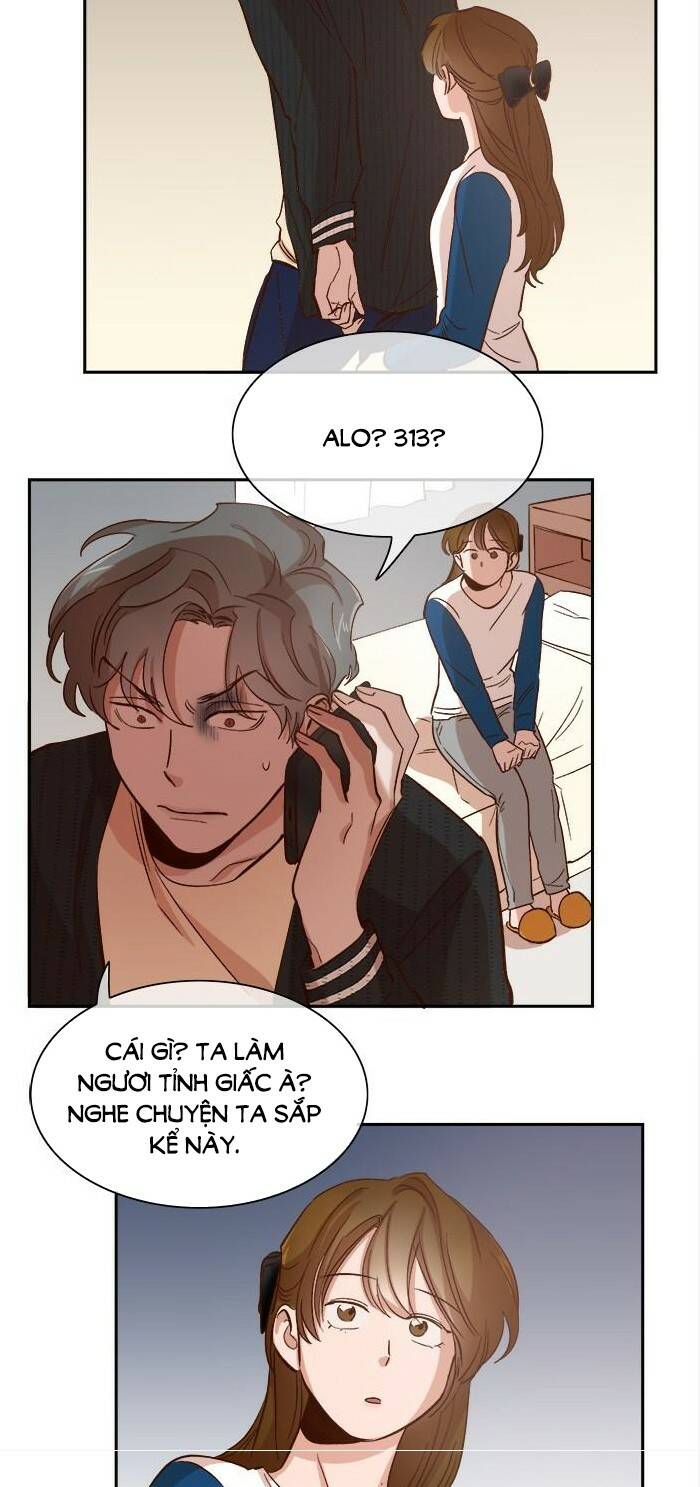 ALO? 313?
CÁI GÌ? TA LÀM
NGƯƠI TỈNH GIẤC À?
NGHE CHUYỆN TA SẮP
KỂ NÀY.